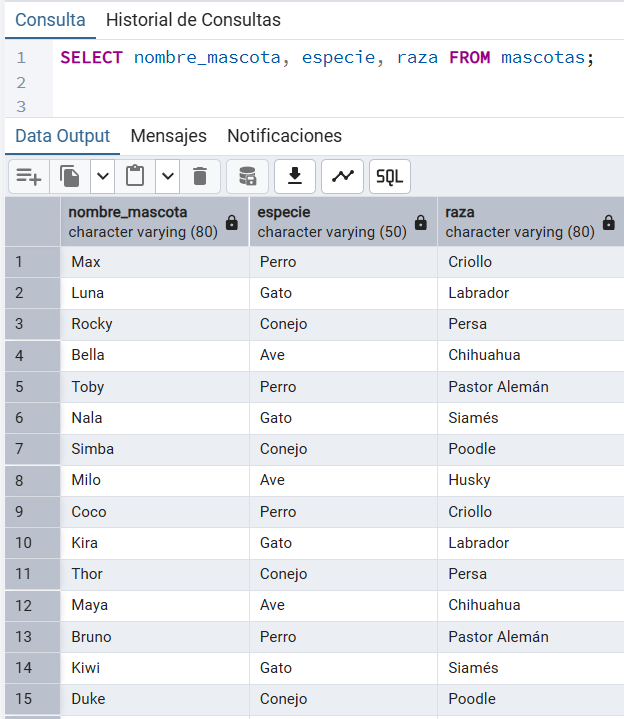 Consulta Historial de Consultas
1 SELECT nombre_mascota, especie, raza FROM mascotas;
2
3
Data Output Mensajes Notificaciones
SQL
nombre_mascota especie raza
character varying (80) character varying (50) character varying (80)
1 Max Perro Criollo
2 Luna Gato Labrador
3 Rocky Conejo Persa
4 Bella Ave Chihuahua
5 Toby Perro Pastor Alemán
6 Nala Gato Siamés
7 Simba Conejo Poodle
8 Milo Ave Husky
9 Coco Perro Criollo
10 Kira Gato Labrador
11 Thor Conejo Persa
12 Maya Ave Chihuahua
13 Bruno Perro Pastor Alemán
14 Kiwi Gato Siamés
15 Duke Conejo Poodle